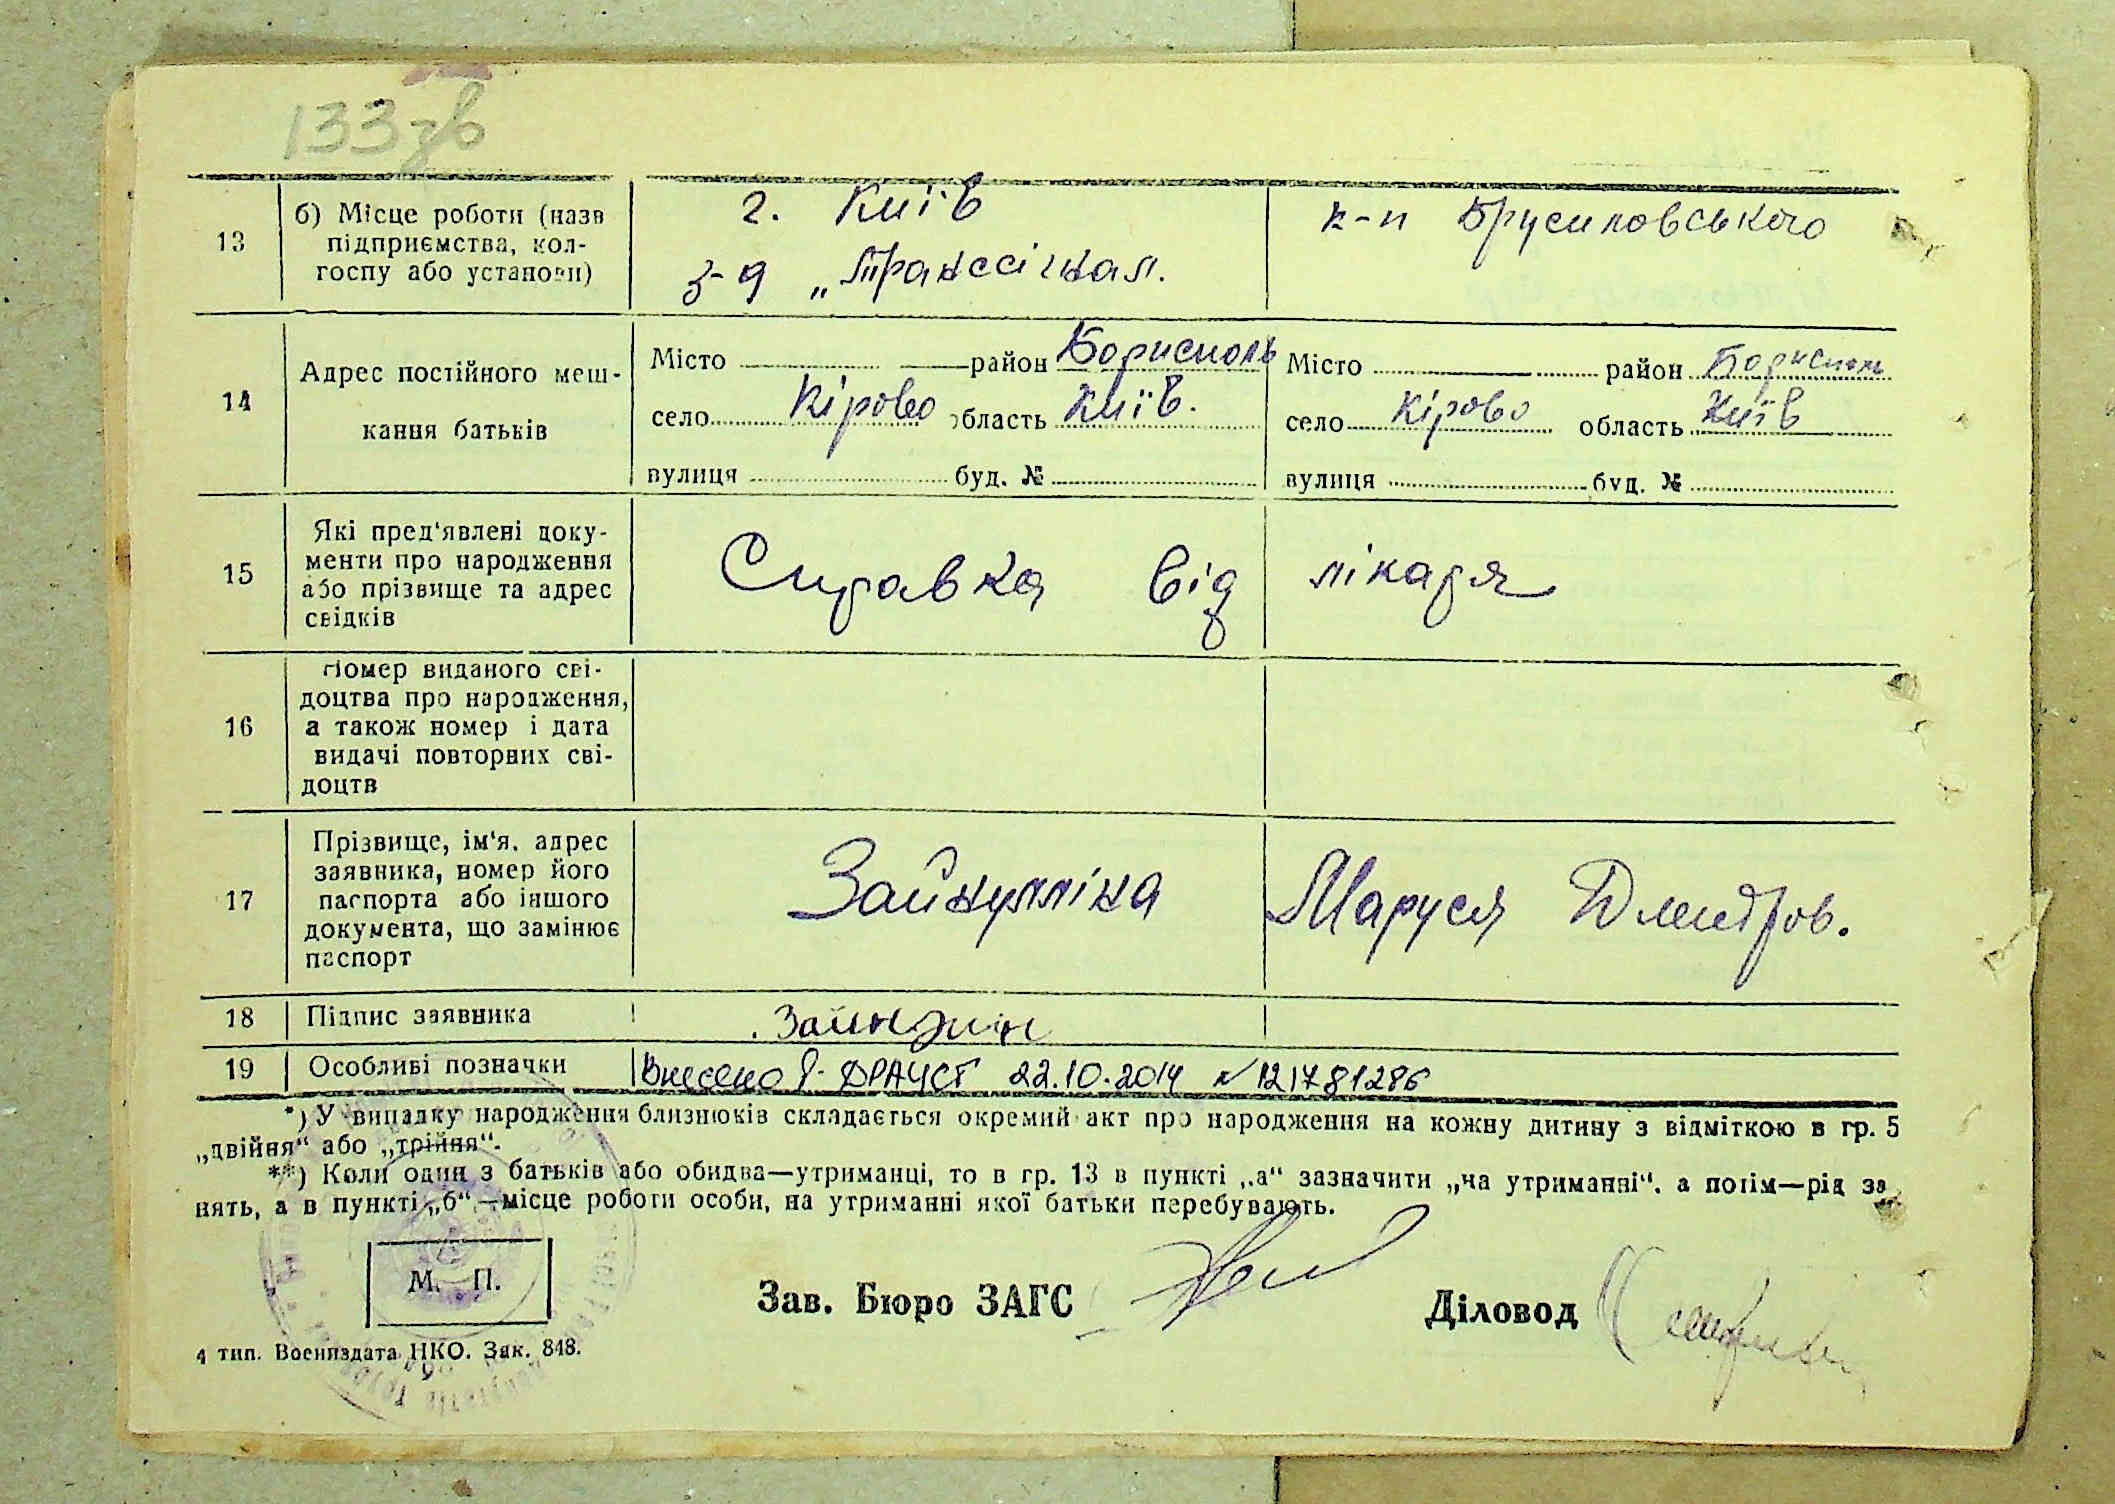 133зв
13
б) Місце роботи (назв
підприємства, кол-
госпу або установи)
г. Київ
з-д „Транссігнал.
к-п Брусиловського
14
Адрес постійного меш-
кання батьків
Місто район Борисполь
село Кірово область Київ.
вулиця буд. №
Місто район Борисполь
село Кірово область Київ
вулиця буд. №
15
Які пред'явлені доку-
менти про народження
або прізвище та адрес
свідків
Справка від лікаря
16
Номер виданого сві-
доцтва про народження,
а також номер і дата
видачі повторних сві-
доцтв
17
Прізвище, ім'я, адрес
заявника, номер його
паспорта або іншого
документа, що замінює
паспорт
Зайнулліна Маруся Дмитров.
18
Підпис заявника
19
Особливі позначки
Внесено в ДРАЦСГ 22.10.2014 №121781286
*) У випадку народження близнюків складається окремий акт про народження на кожну дитину з відміткою в гр. 5
„двійня“ або „трійня“.
**) Коли один з батьків або обидва—утриманці, то в гр. 13 в пункті „а“ зазначити „на утриманні“, а потім—рід за
нять, а в пункті „б“—місце роботи особи, на утриманні якої батьки перебувають.
М. П.
Зав. Бюро ЗАГС
Діловод
4 тип. Воениздата НКО. Зак. 848.